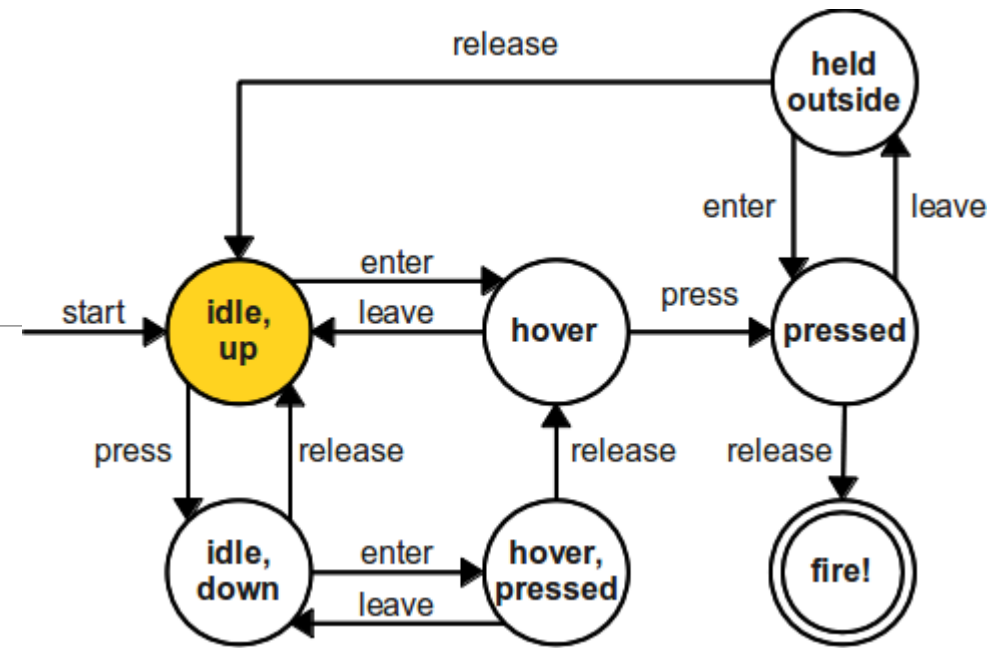 release
held
outside
enter
leave
enter
press
start
idle,
up
leave
hover
pressed
press
release
release
release
idle,
down
enter
hover,
pressed
leave
fire!